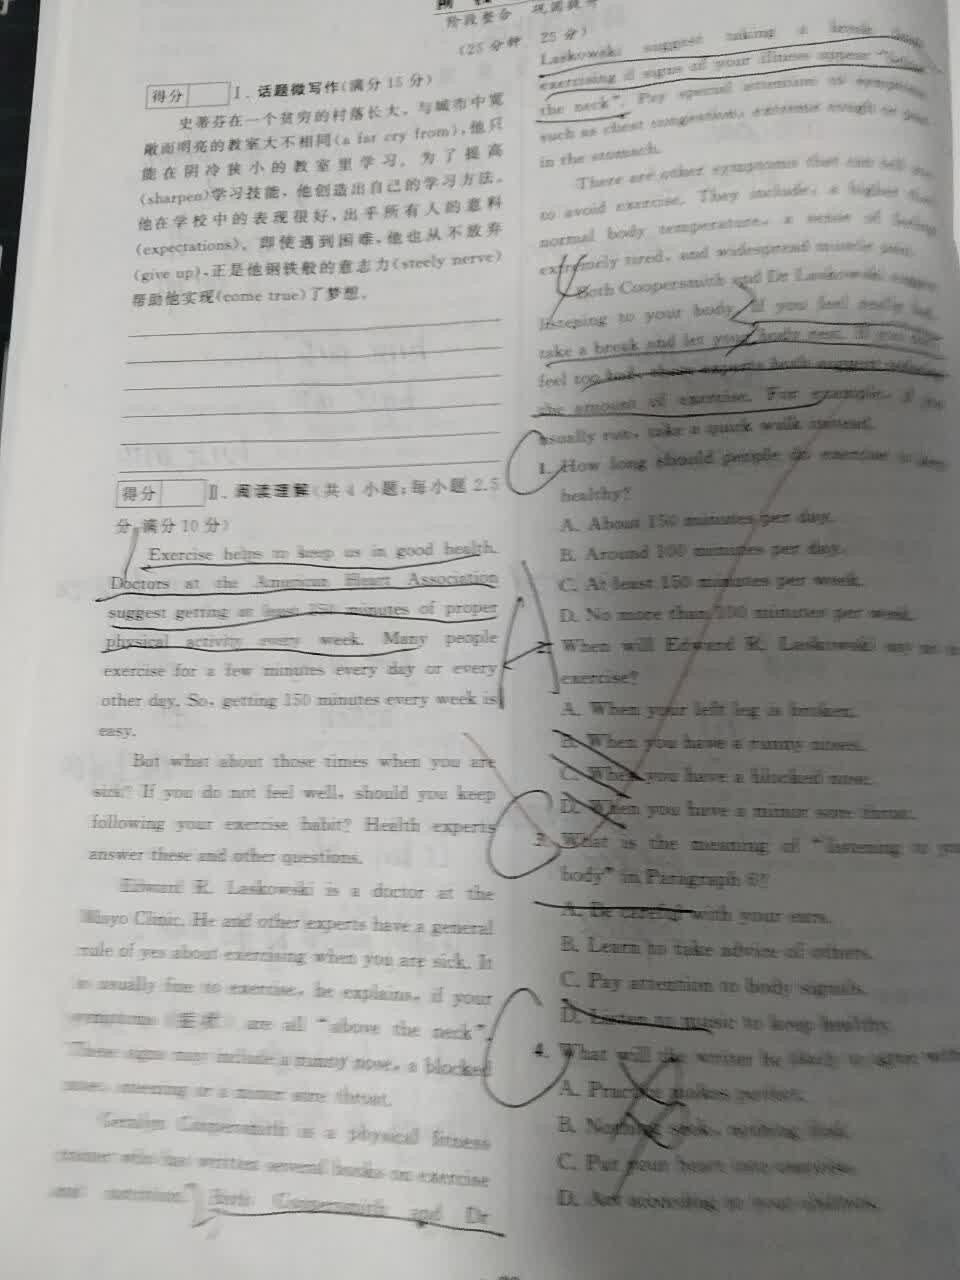 阶段整合 巩固提升
(25分钟 25分)
得分
Ⅰ. 话题微写作(满分15分)
史蒂芬在一个贫穷的村落长大,与城市中宽
敞而明亮的教室大不相同(a far cry from),他只
能在阴冷狭小的教室里学习。为了提高
(sharpen)学习技能,他创造出自己的学习方法。
他在学校中的表现很好,出乎所有人的意料
(expectations)。即使遇到困难,他也从不放弃
(give up),正是他钢铁般的意志力(steely nerve)
帮助他实现(come true)了梦想。
得分
Ⅱ. 阅读理解(共4小题;每小题2.5
分,满分10分)
Exercise helps to keep us in good health.
Doctors at the American Heart Association
suggest getting at least 150 minutes of proper
physical activity every week. Many people
exercise for a few minutes every day or every
other day. So, getting 150 minutes every week is
easy.
But what about those times when you are
sick? If you do not feel well, should you keep
following your exercise habit? Health experts
answer these and other questions.
Edward R. Laskowski is a doctor at the
Mayo Clinic. He and other experts have a general
rule of yes about exercising when you are sick. It
is usually fine to exercise, he explains, if your
symptoms (症状) are all "above the neck".
These signs may include a runny nose, a blocked
nose, sneezing or a minor sore throat.
Coopersmith is a physical fitness
trainer who has written several books on exercise
and nutrition. Both Coopersmith and Dr
Laskowski suggest taking a break from
exercising if signs of your illness appear "below
the neck". Pay special attention to symptoms
such as chest congestion, extreme cough or pain
in the stomach.
There are other symptoms that can tell you
to avoid exercise. They include: a higher than
normal body temperature, a sense of feeling
extremely tired, and widespread muscle pain.
Both Coopersmith and Dr Laskowski suggest
listening to your body. If you feel really bad,
take a break and let your body rest. If you don't
feel too bad, these experts both suggest reducing
the amount of exercise. For example, if you
usually run, take a quick walk instead.
1. How long should people do exercise to keep
healthy?
A. About 150 minutes per day.
B. Around 100 minutes per day.
C. At least 150 minutes per week.
D. No more than 100 minutes per week.
2. When will Edward R. Laskowski say no to
exercise?
A. When your left leg is broken.
B. When you have a runny nose.
C. When you have a blocked nose.
D. When you have a minor sore throat.
3. What is the meaning of "listening to your
body" in Paragraph 6?
A. Be careful with your ears.
B. Learn to take advice of others.
C. Pay attention to body signals.
D. Listen to music to keep healthy.
4. What will the writer be likely to agree with?
A. Practice makes perfect.
B. Nothing seek, nothing find.
C. Put your heart into exercise.
D. Act according to your abilities.